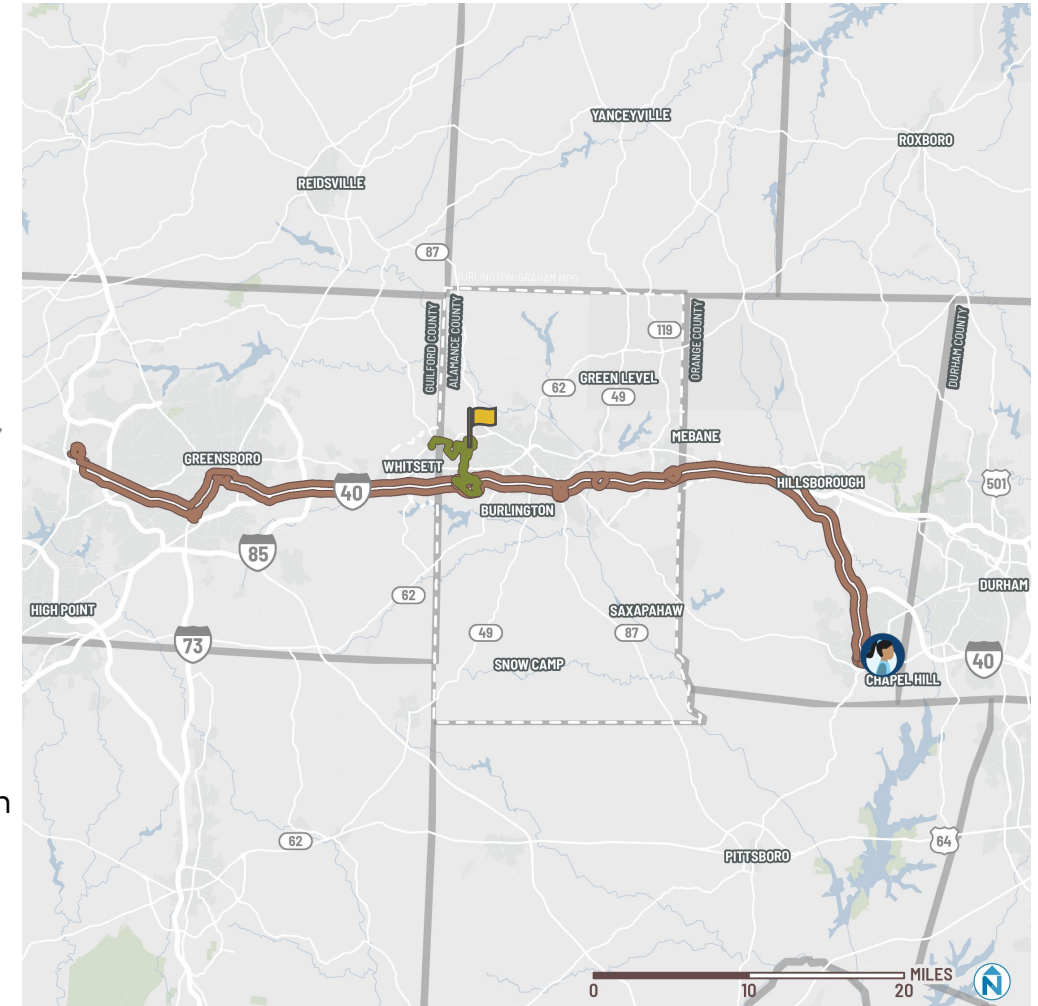 YANCEYVILLE
ROXBORO
REIDSVILLE
87
BURLINGTON-GRAHAM MPO
GUILFORD COUNTY
ALAMANCE COUNTY
119
ORANGE COUNTY
DURHAM COUNTY
62
GREEN LEVEL
49
MEBANE
GREENSBORO
WHITSETT
40
HILLSBOROUGH
501
BURLINGTON
85
DURHAM
62
HIGH POINT
SAXAPAHAW
73
49
87
40
SNOW CAMP
CHAPEL HILL
n
62
64
PITTSBORO
MILES
0
10
20
N